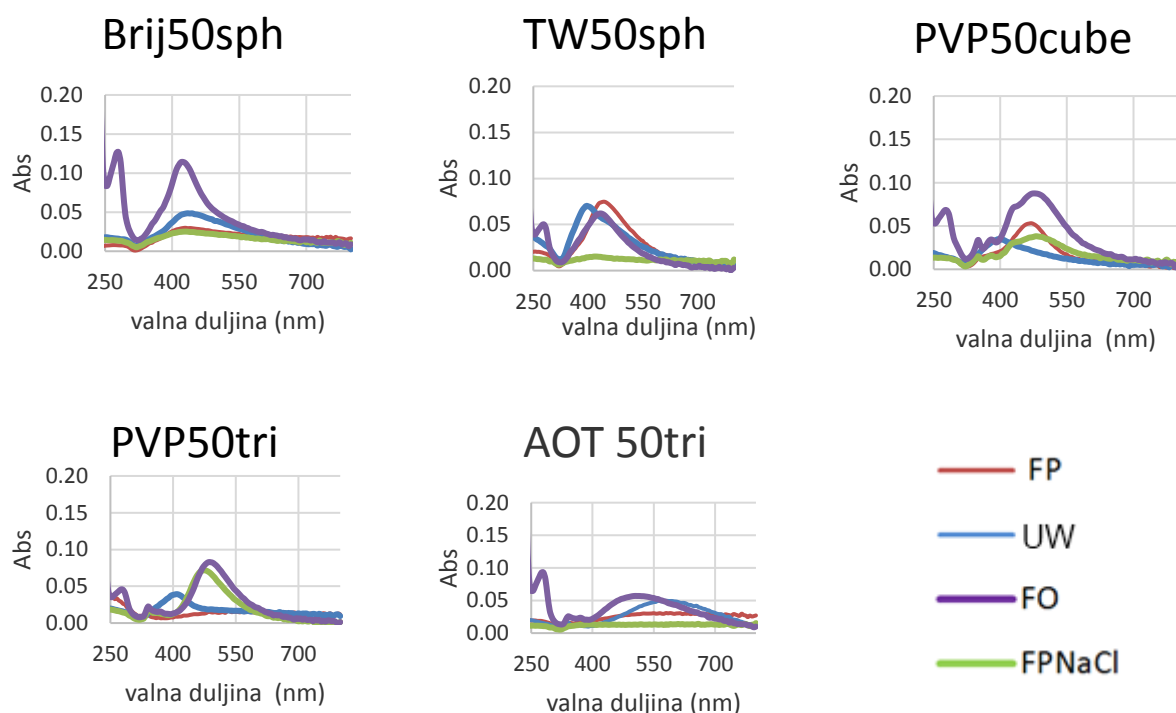 Brij50sph
0.20
0.15
0.10
0.05
0.00
Abs
250 400 550 700
valna duljina (nm)
TW50sph
0.20
0.15
0.10
0.05
0.00
Abs
250 400 550 700
valna duljina (nm)
PVP50cube
0.20
0.15
0.10
0.05
0.00
Abs
250 400 550 700
valna duljina (nm)
PVP50tri
0.20
0.15
0.10
0.05
0.00
Abs
250 400 550 700
valna duljina (nm)
AOT 50tri
0.20
0.15
0.10
0.05
0.00
Abs
250 400 550 700
valna duljina (nm)
FP
UW
FO
FPNaCl